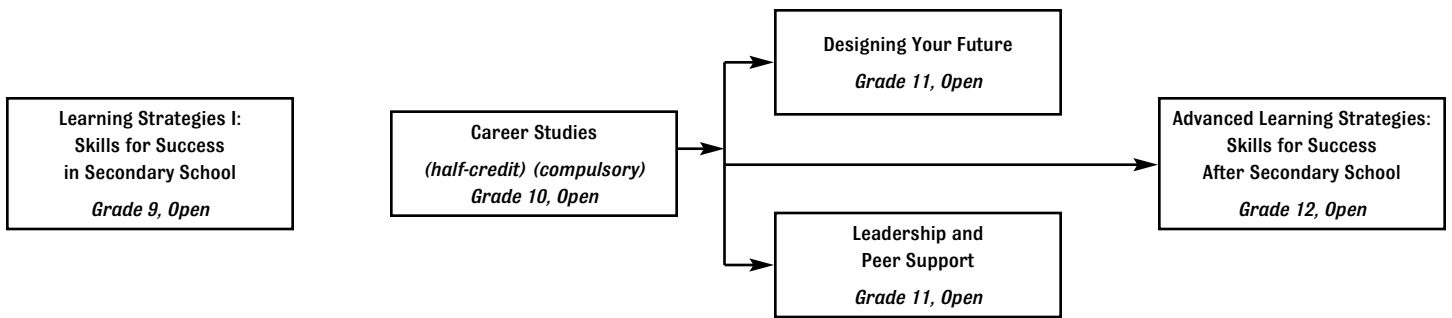 Learning Strategies I:
Skills for Success
in Secondary School
Grade 9, Open
Career Studies
(half-credit) (compulsory)
Grade 10, Open
Designing Your Future
Grade 11, Open
Leadership and
Peer Support
Grade 11, Open
Advanced Learning Strategies:
Skills for Success
After Secondary School
Grade 12, Open